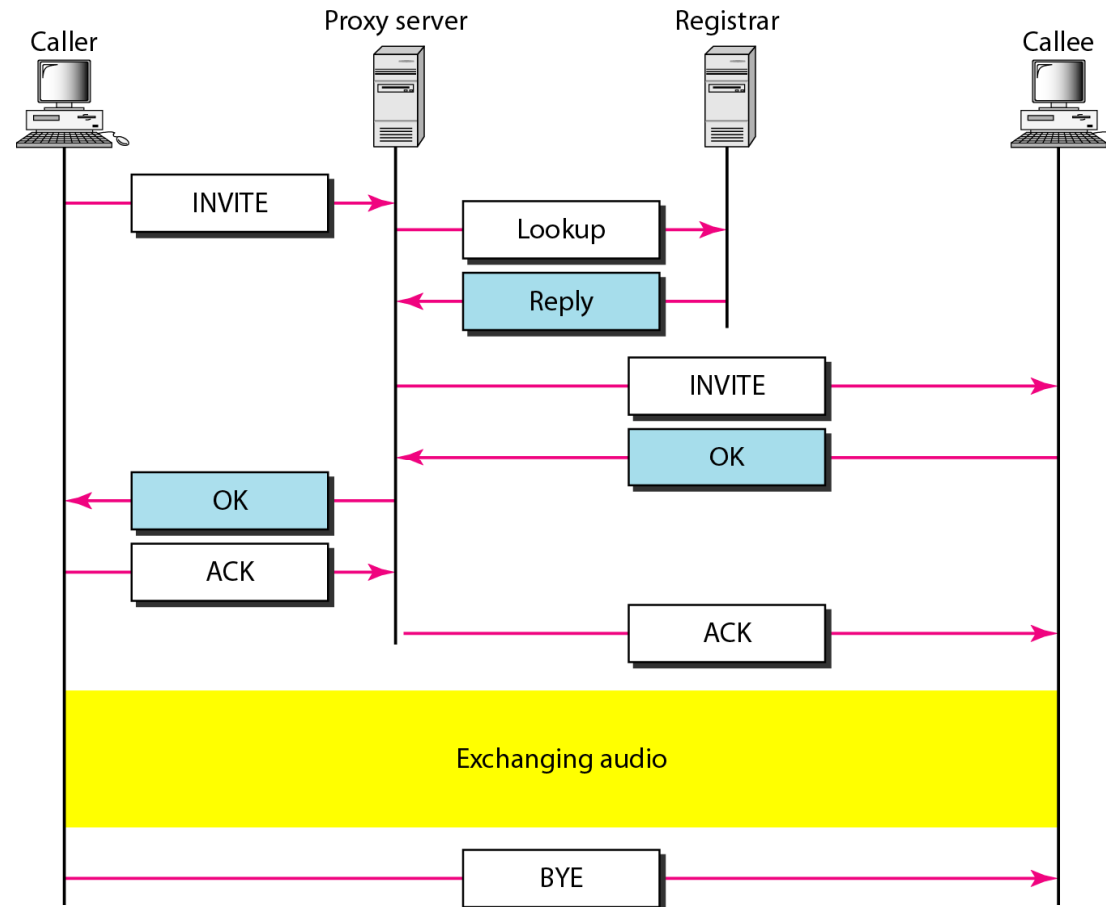 Proxy server
Registrar
Caller
Callee
INVITE
Lookup
Reply
INVITE
OK
OK
ACK
ACK
Exchanging audio
BYE